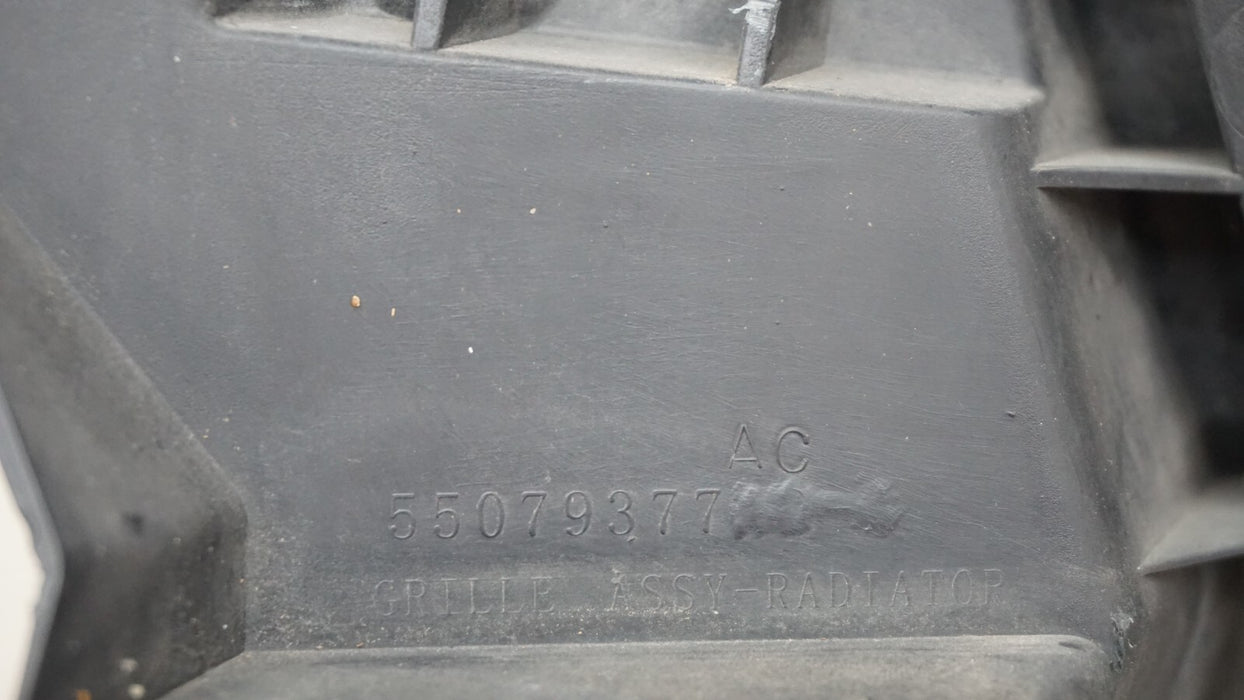 AC
55079377
GRILLE ASSY-RADIATOR